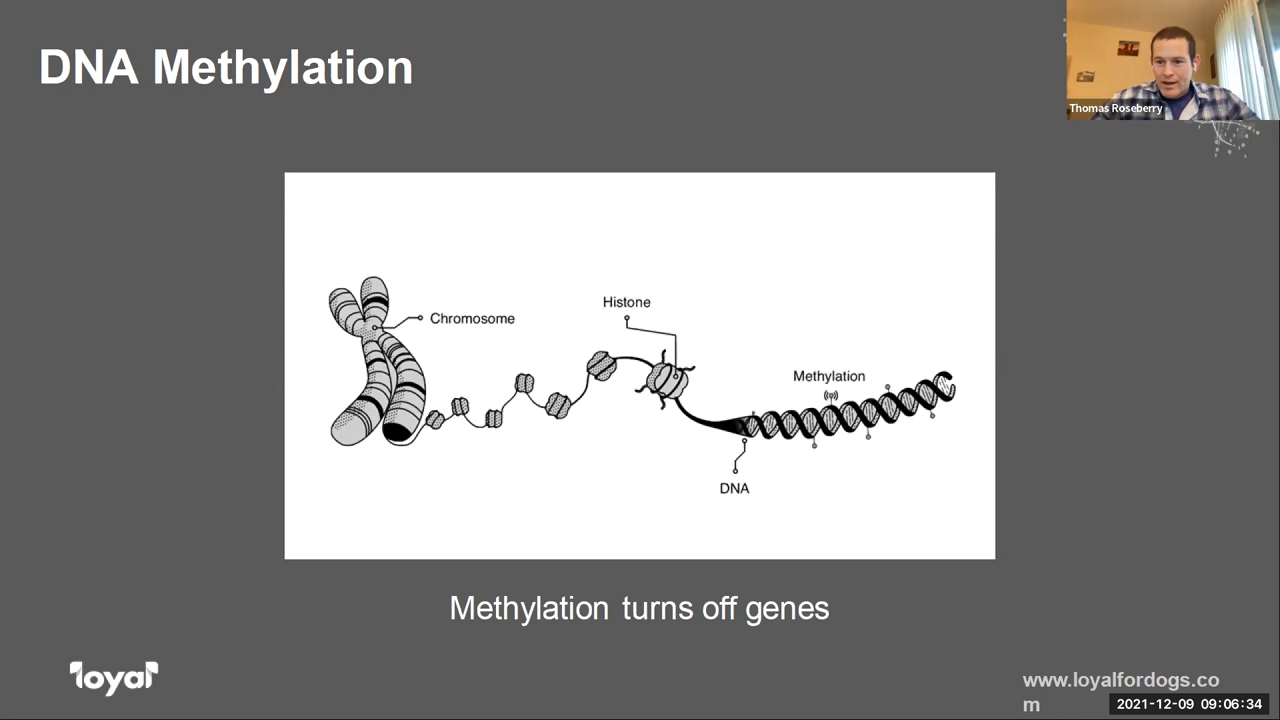 DNA Methylation
Thomas Roseberry
Histone
Chromosome
Methylation
DNA
Methylation turns off genes
loyal
www.loyalfordogs.co
m
2021-12-09 09:06:34